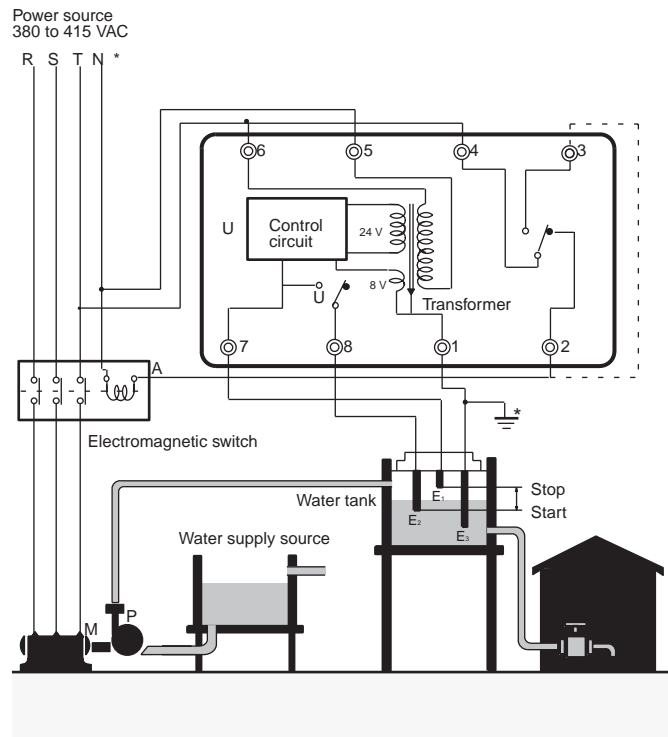 Power source
380 to 415 VAC
R S T N *
6 5 4 3
U
Control
circuit
24 V
8 V
U
Transformer
7 8 1 2
A
*
Electromagnetic switch
Water tank
E1
E2
E3
Stop
Start
Water supply source
P
M